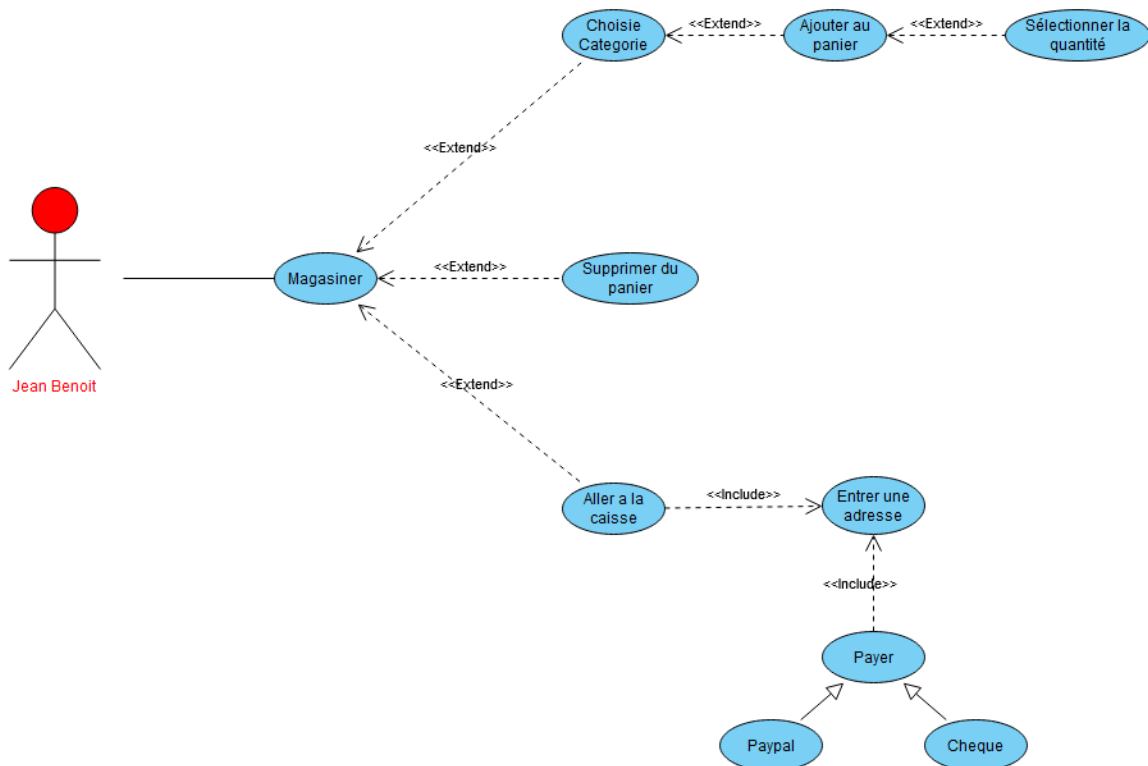 Choisie
Categorie
<<Extend>>
Ajouter au
panier
<<Extend>>
Sélectionner la
quantité
<<Extend>>
Magasiner
<<Extend>>
Supprimer du
panier
Jean Benoit
<<Extend>>
Aller a la
caisse
<<Include>>
Entrer une
adresse
<<Include>>
Payer
Paypal
Cheque